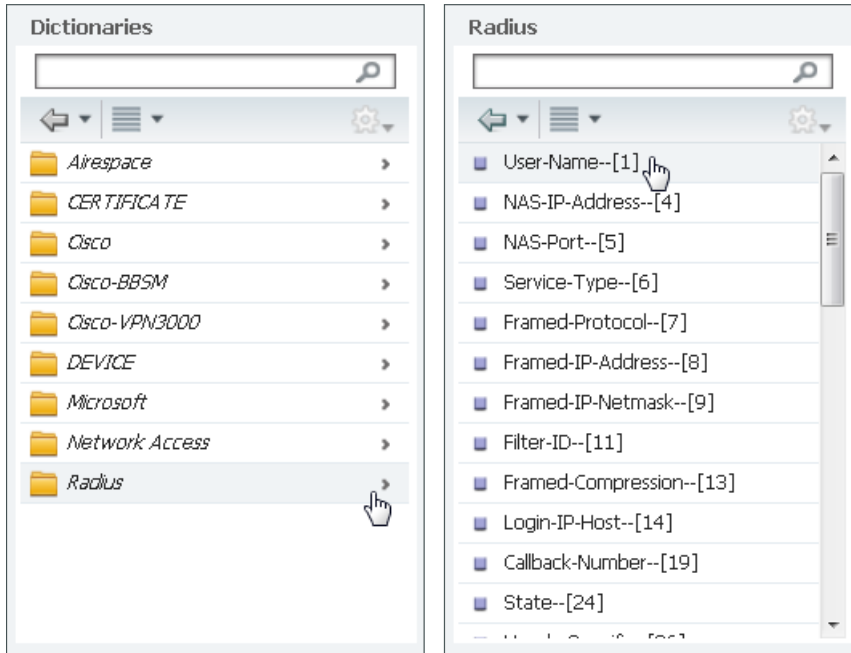 Dictionaries
Airespace
CERTIFICATE
Cisco
Cisco-BBSM
Cisco-VPN3000
DEVICE
Microsoft
Network Access
Radius
Radius
User-Name--[1]
NAS-IP-Address--[4]
NAS-Port--[5]
Service-Type--[6]
Framed-Protocol--[7]
Framed-IP-Address--[8]
Framed-IP-Netmask--[9]
Filter-ID--[11]
Framed-Compression--[13]
Login-IP-Host--[14]
Callback-Number--[19]
State--[24]